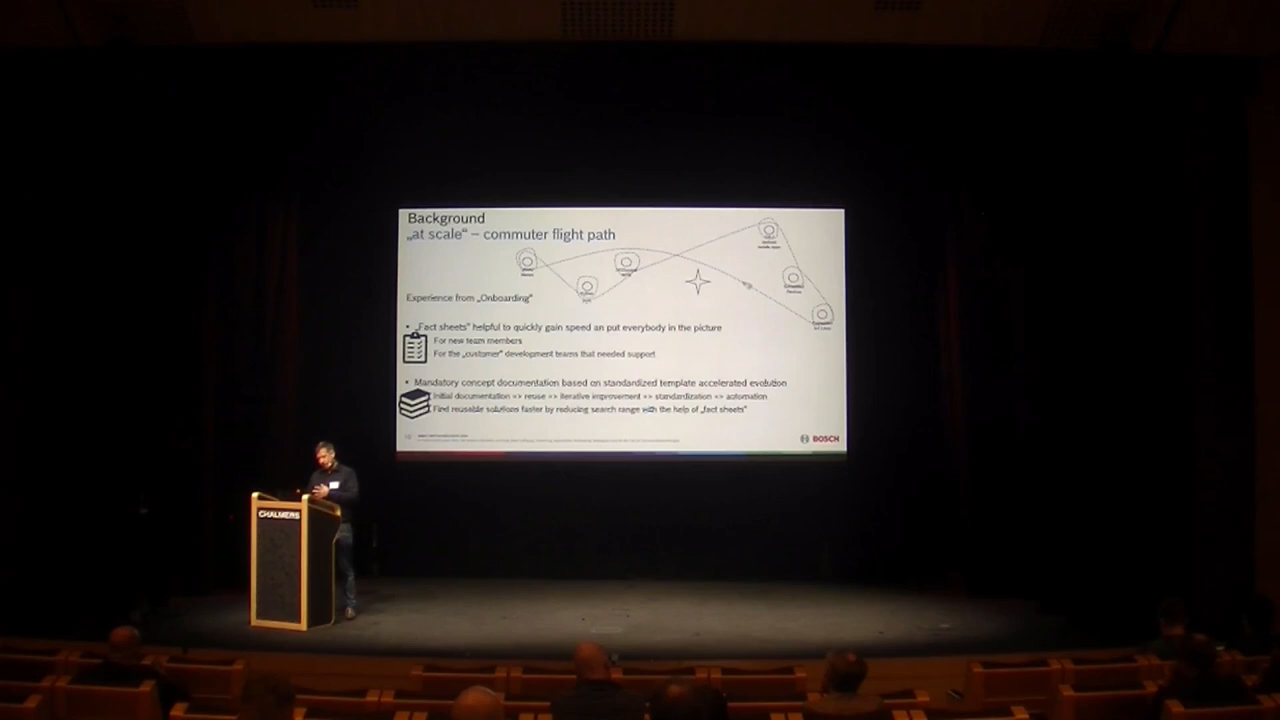 Background
„at scale“ – commuter flight path
Experience from „Onboarding“
• „Fact sheets“ helpful to quickly gain speed an put everybody in the picture
For new team members
For the „customer“ development teams that needed support
• Mandatory concept documentation based on standardized template accelerated evolution
Initial documentation => reuse => iterative improvement => standardization => automation
Find reusable solutions faster by reducing search range with the help of „fact sheets“
BOSCH
CHALMERS